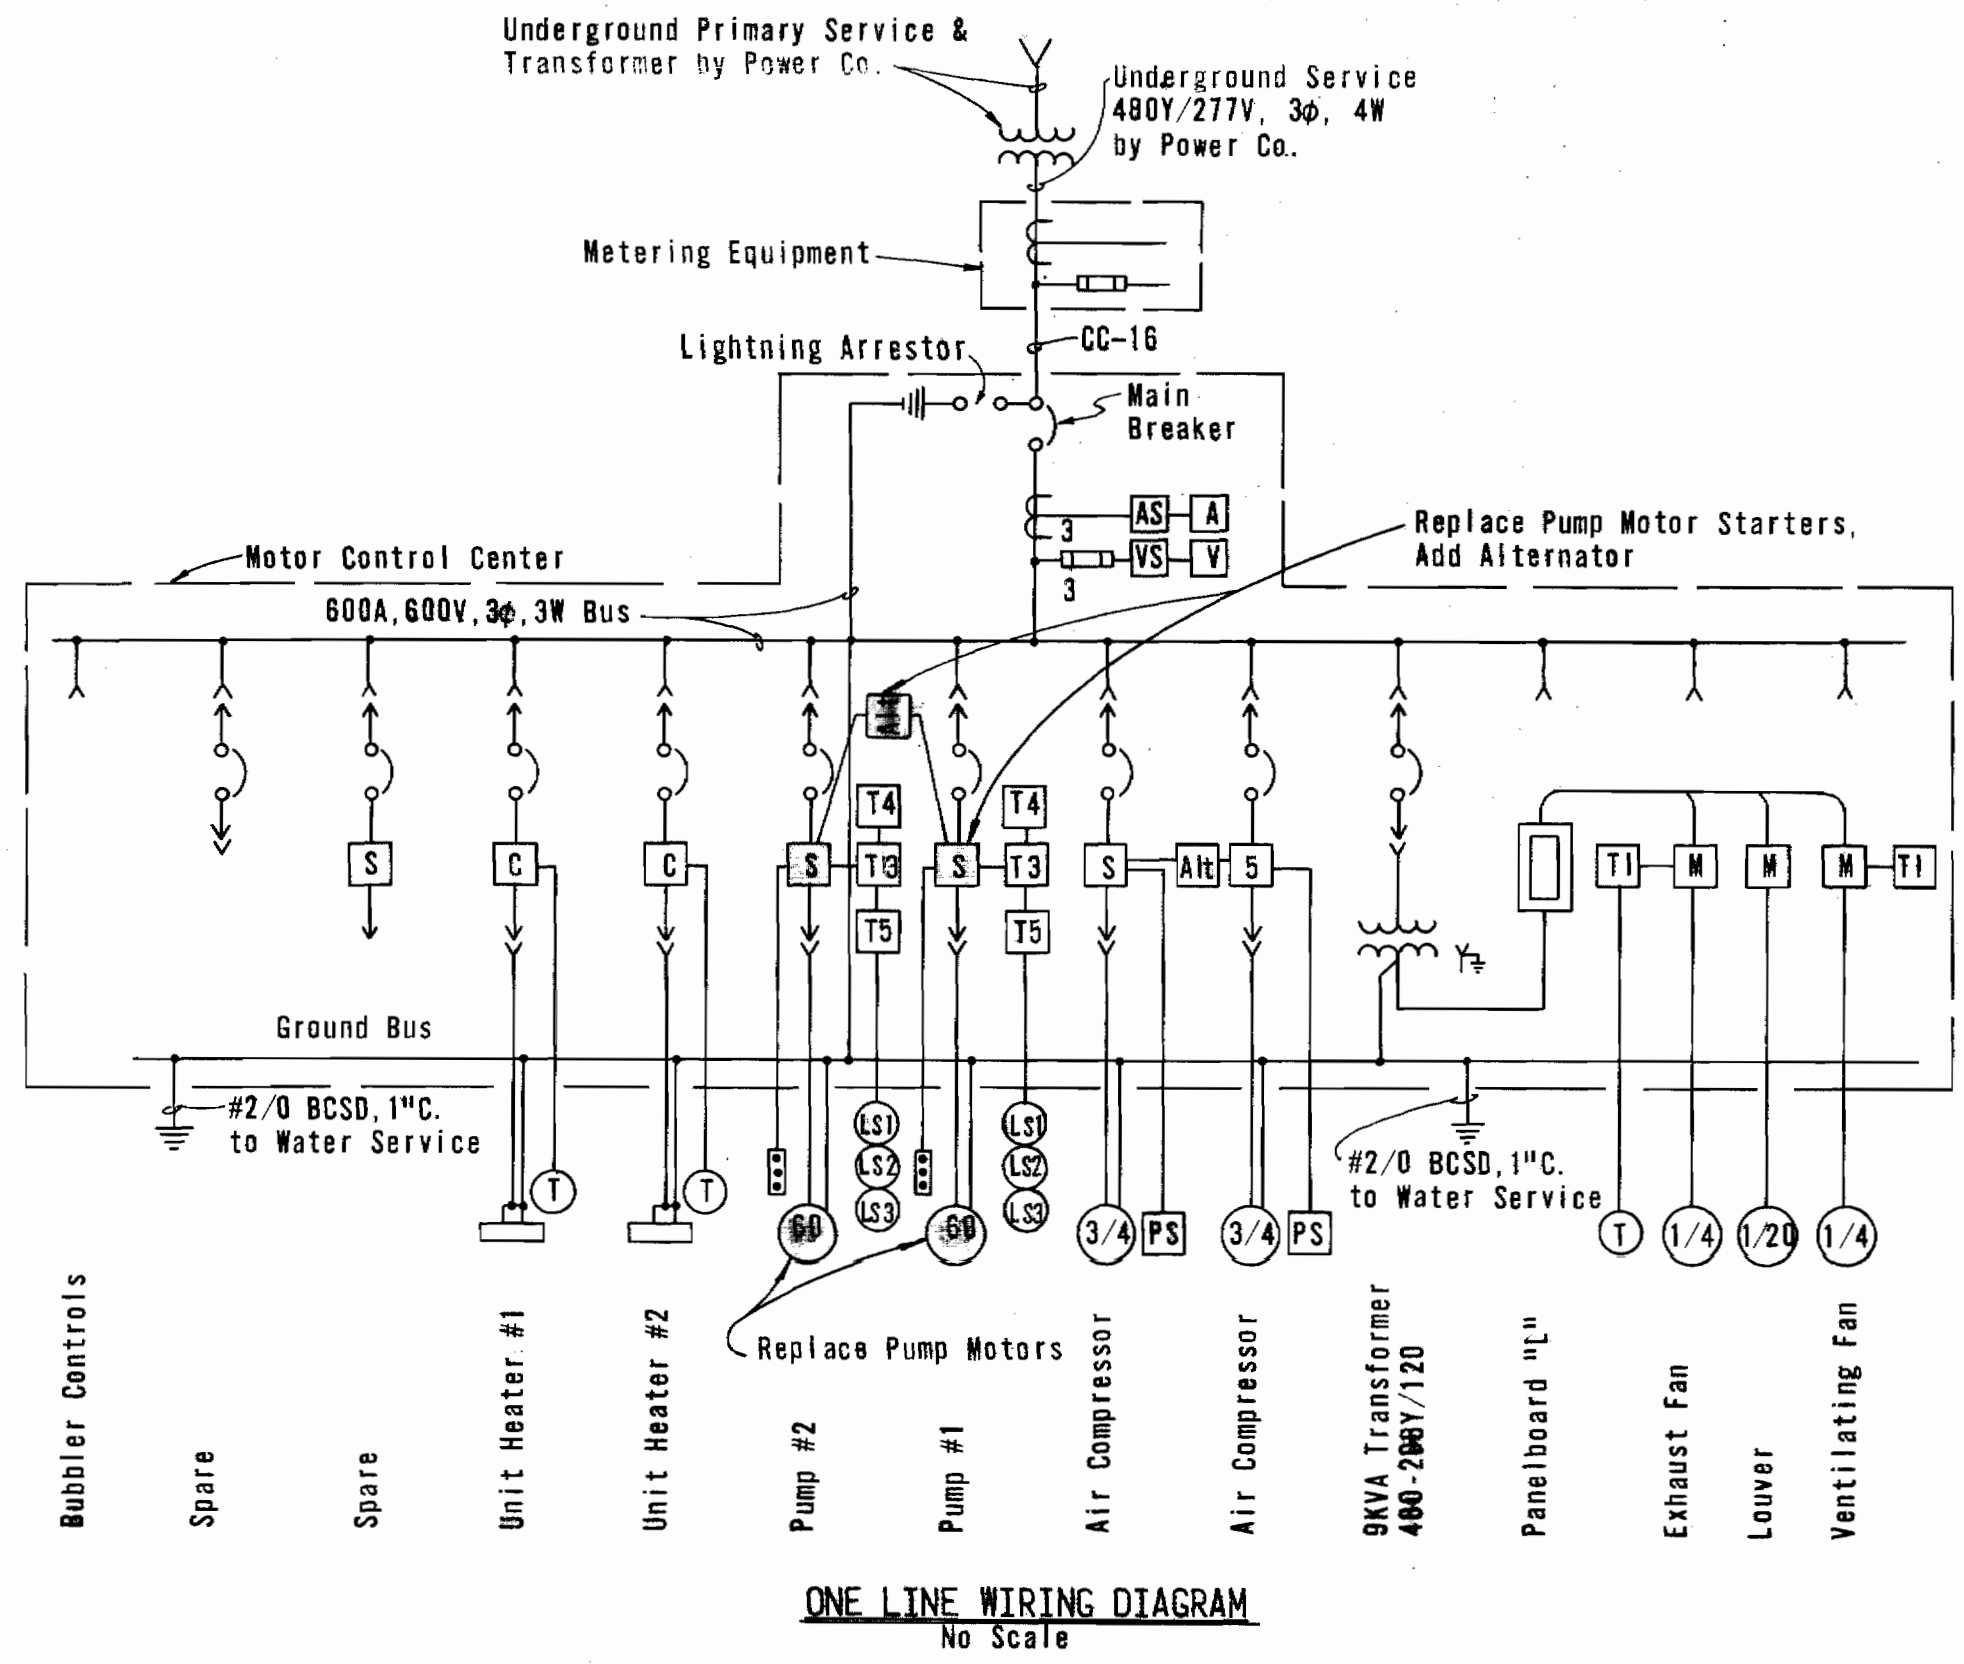 Underground Primary Service &
Transformer by Power Co.
Underground Service
480Y/277V, 3ϕ, 4W
by Power Co..
Metering Equipment
CC-16
Lightning Arrestor
Main
Breaker
AS A
3
VS V
3
Replace Pump Motor Starters,
Add Alternator
Motor Control Center
600A, 600V, 3ϕ, 3W Bus
T4 T4
S C C S T3 S T3 S Alt 5 T1 M M M T1
T5 T5
Ground Bus
#2/0 BCSD, 1"C.
to Water Service
#2/0 BCSD, 1"C.
to Water Service
LS1 LS1
LS2 LS2
LS3 LS3
T T
60 60 3/4 PS 3/4 PS T 1/4 1/20 1/4
Replace Pump Motors
Bubbler Controls
Spare
Spare
Unit Heater #1
Unit Heater #2
Pump #2
Pump #1
Air Compressor
Air Compressor
9KVA Transformer
480-208Y/120
Panelboard "L"
Exhaust Fan
Louver
Ventilating Fan
ONE LINE WIRING DIAGRAM
No Scale